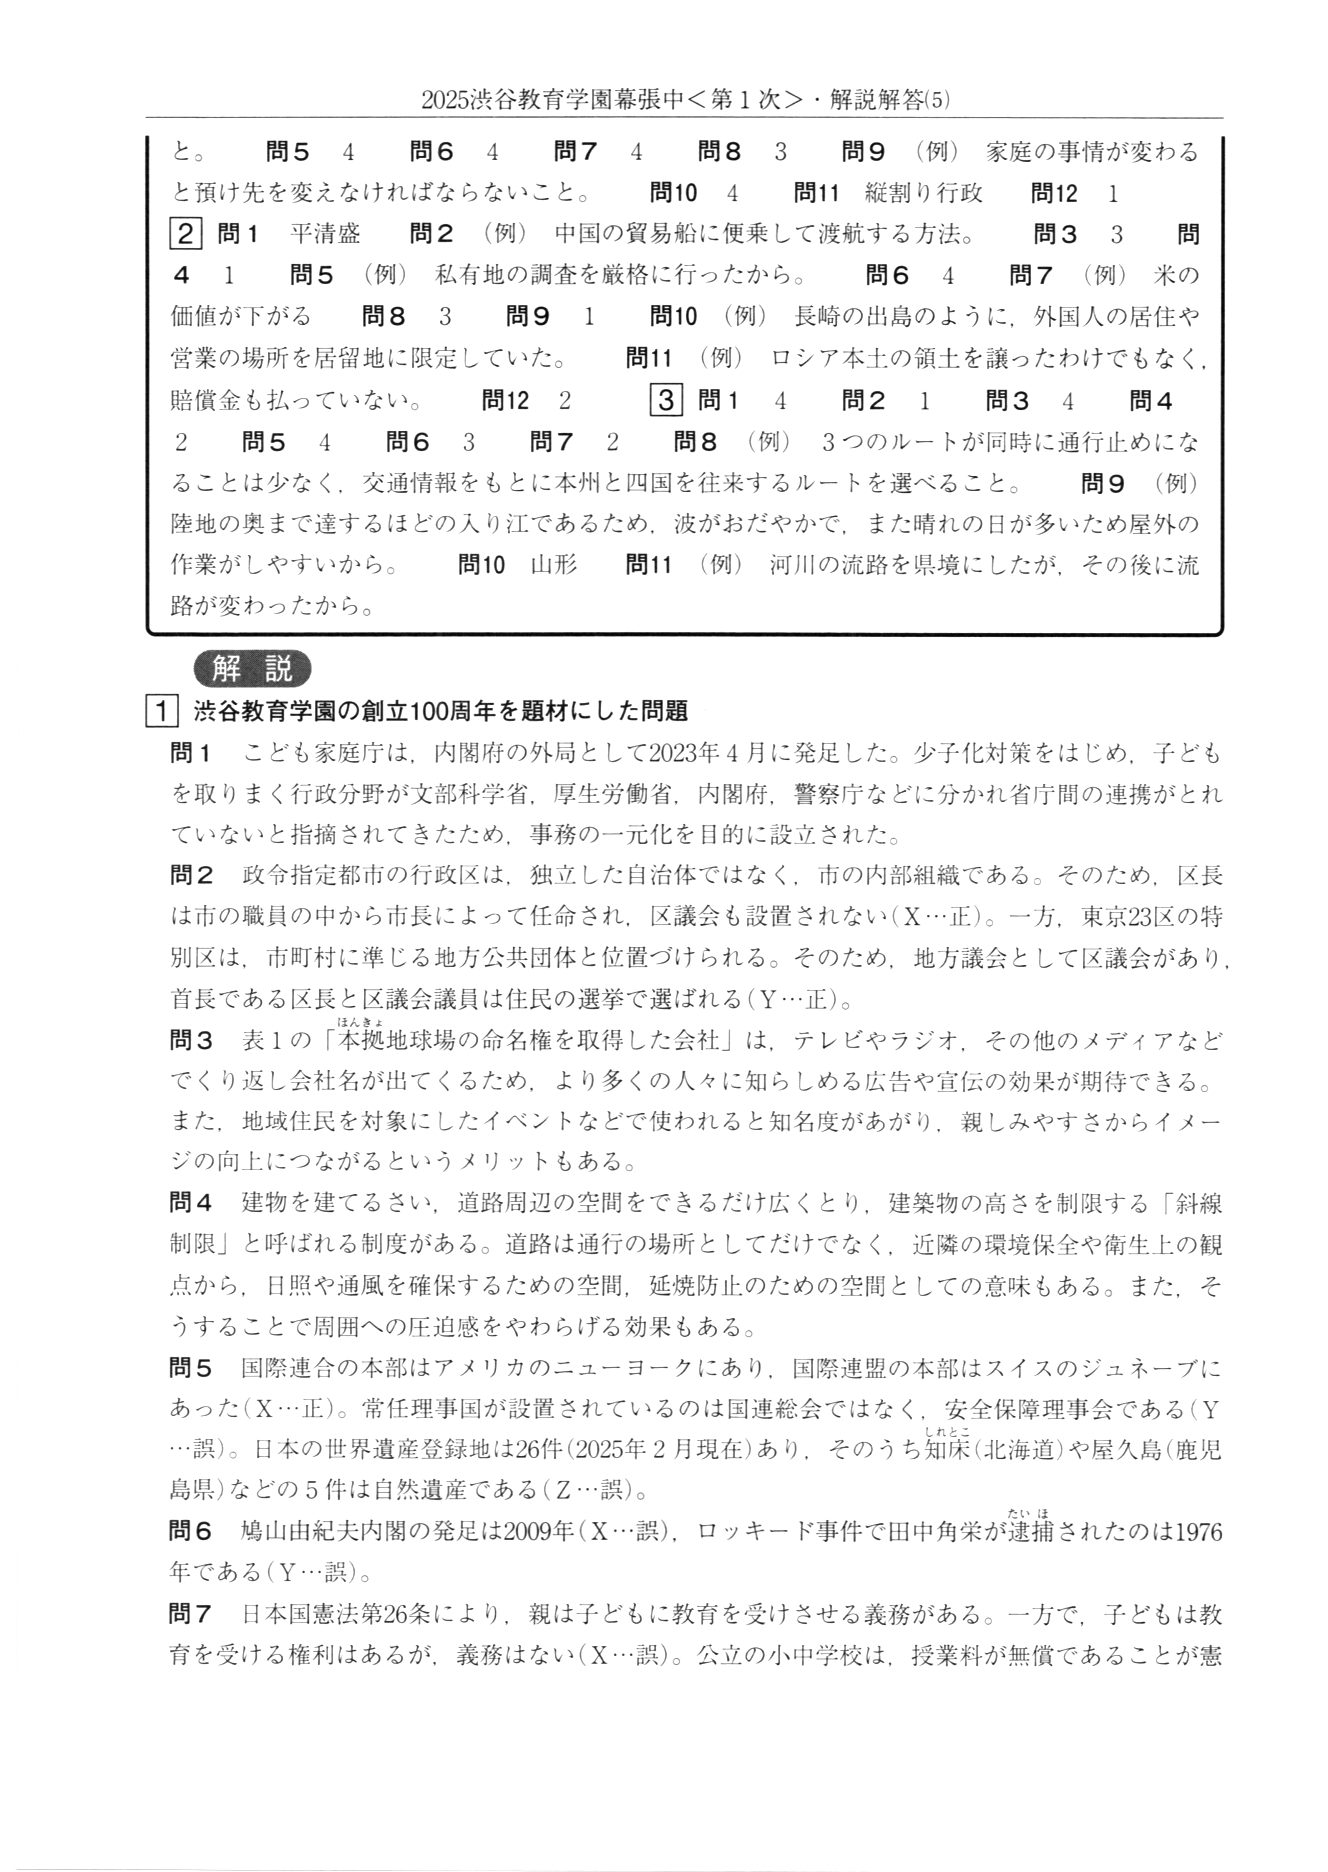 2025渋谷教育学園幕張中＜第1次＞・解説解答(5)
と。　問5　4　問6　4　問7　4　問8　3　問9　（例）　家庭の事情が変わる
と預け先を変えなければならないこと。　問10　4　問11　縦割り行政　問12　1
2　問1　平清盛　問2　（例）　中国の貿易船に便乗して渡航する方法。　問3　3　問
4　1　問5　（例）　私有地の調査を厳格に行ったから。　問6　4　問7　（例）　米の
価値が下がる　問8　3　問9　1　問10　（例）　長崎の出島のように，外国人の居住や
営業の場所を居留地に限定していた。　問11　（例）　ロシア本土の領土を譲ったわけでもなく，
賠償金も払っていない。　問12　2　3　問1　4　問2　1　問3　4　問4
2　問5　4　問6　3　問7　2　問8　（例）　3つのルートが同時に通行止めにな
ることは少なく，交通情報をもとに本州と四国を往来するルートを選べること。　問9　（例）
陸地の奥まで達するほどの入り江であるため，波がおだやかで，また晴れの日が多いため屋外の
作業がしやすいから。　問10　山形　問11　（例）　河川の流路を県境にしたが，その後に流
路が変わったから。
解　説
1　渋谷教育学園の創立100周年を題材にした問題
問1　こども家庭庁は，内閣府の外局として2023年4月に発足した。少子化対策をはじめ，子ども
を取りまく行政分野が文部科学省，厚生労働省，内閣府，警察庁などに分かれ省庁間の連携がとれ
ていないと指摘されてきたため，事務の一元化を目的に設立された。
問2　政令指定都市の行政区は，独立した自治体ではなく，市の内部組織である。そのため，区長
は市の職員の中から市長によって任命され，区議会も設置されない（X…正）。一方，東京23区の特
別区は，市町村に準じる地方公共団体と位置づけられる。そのため，地方議会として区議会があり，
首長である区長と区議会議員は住民の選挙で選ばれる（Y…正）。
ほんきょ
問3　表1の「本拠地球場の命名権を取得した会社」は，テレビやラジオ，その他のメディアなど
でくり返し会社名が出てくるため，より多くの人々に知らしめる広告や宣伝の効果が期待できる。
また，地域住民を対象にしたイベントなどで使われると知名度があがり，親しみやすさからイメー
ジの向上につながるというメリットもある。
問4　建物を建てるさい，道路周辺の空間をできるだけ広くとり，建築物の高さを制限する「斜線
制限」と呼ばれる制度がある。道路は通行の場所としてだけでなく，近隣の環境保全や衛生上の観
点から，日照や通風を確保するための空間，延焼防止のための空間としての意味もある。また，そ
うすることで周囲への圧迫感をやわらげる効果もある。
問5　国際連合の本部はアメリカのニューヨークにあり，国際連盟の本部はスイスのジュネーブに
あった（X…正）。常任理事国が設置されているのは国連総会ではなく，安全保障理事会である（Y
しれとこ
…誤）。日本の世界遺産登録地は26件（2025年2月現在）あり，そのうち知床（北海道）や屋久島（鹿児
島県）などの5件は自然遺産である（Z…誤）。
たいほ
問6　鳩山由紀夫内閣の発足は2009年（X…誤），ロッキード事件で田中角栄が逮捕されたのは1976
年である（Y…誤）。
問7　日本国憲法第26条により，親は子どもに教育を受けさせる義務がある。一方で，子どもは教
育を受ける権利はあるが，義務はない（X…誤）。公立の小中学校は，授業料が無償であることが憲